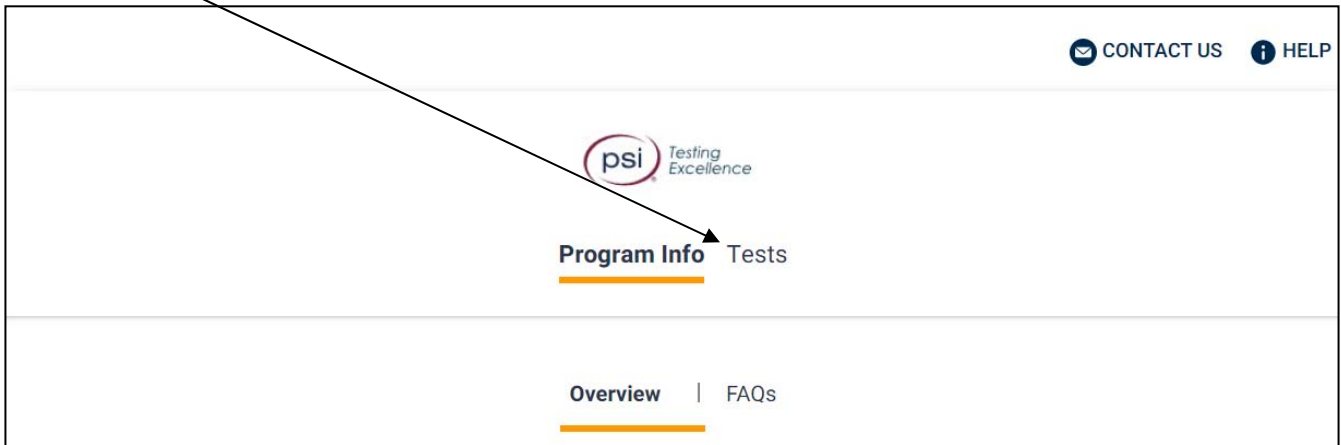 CONTACT US HELP
psi Testing
Excellence
Program Info Tests
Overview | FAQs